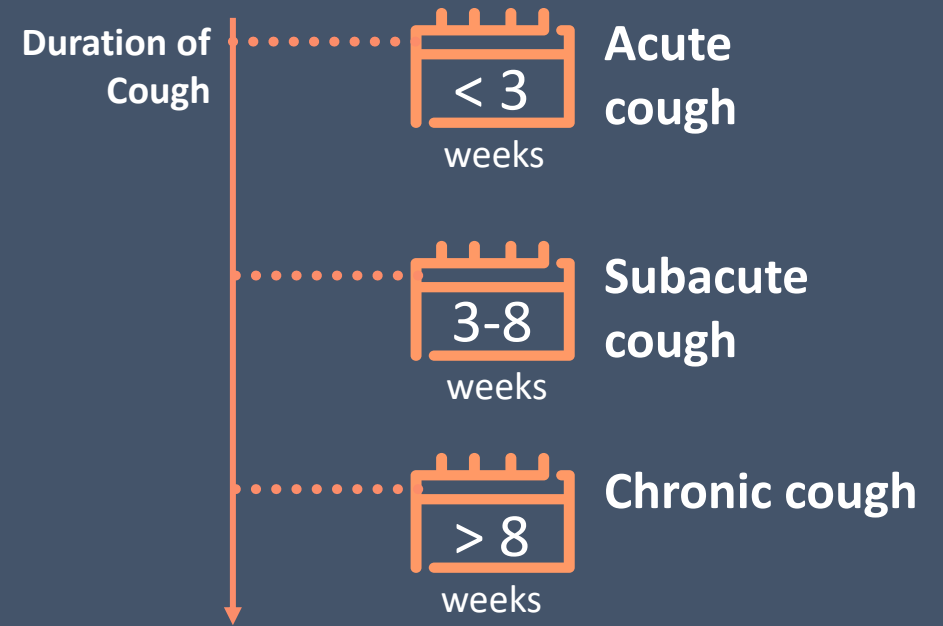 Duration of
Cough
< 3
weeks
Acute
cough
3-8
weeks
Subacute
cough
> 8
weeks
Chronic cough